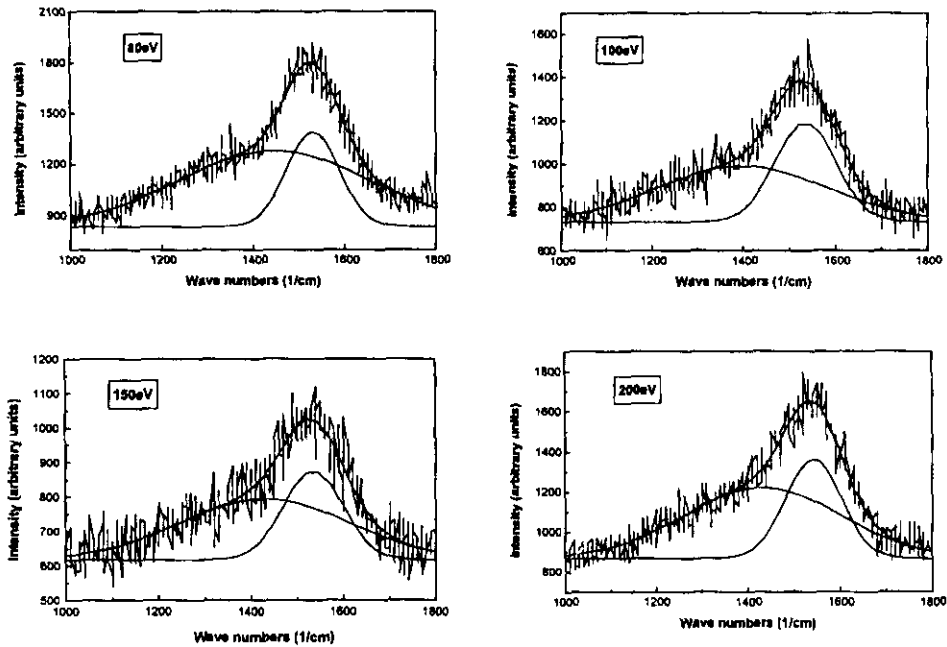 2100
1800
1500
1200
900
Intensity (arbitrary units)
80eV
1000 1200 1400 1600 1800
Wave numbers (1/cm)
1600
1400
1200
1000
800
600
Intensity (arbitrary units)
100eV
1000 1200 1400 1600 1800
Wave numbers (1/cm)
1200
1100
1000
900
800
700
600
500
Intensity (arbitrary units)
150eV
1000 1200 1400 1600 1800
Wave numbers (1/cm)
1800
1600
1400
1200
1000
800
Intensity (arbitrary units)
200eV
1000 1200 1400 1600 1800
Wave numbers (1/cm)